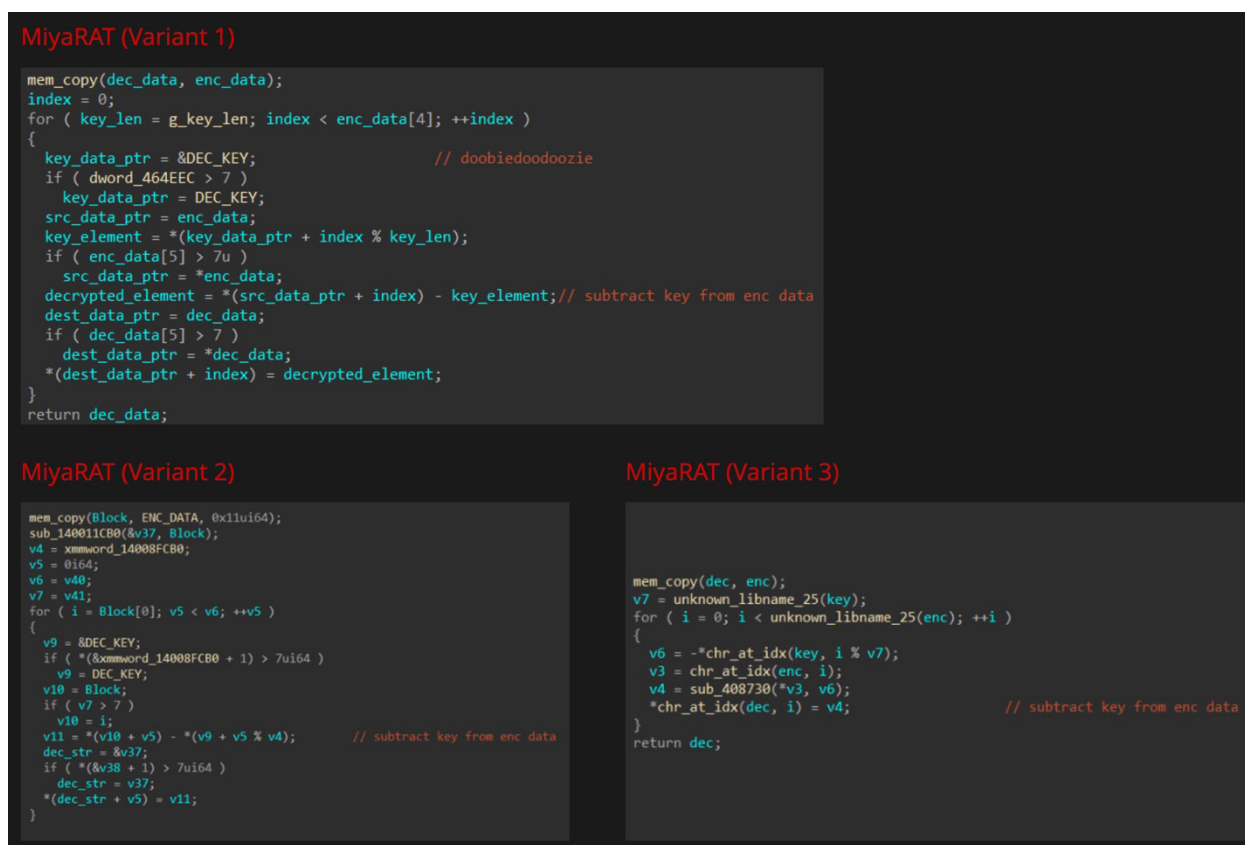 MiyaRAT (Variant 1)
mem_copy(dec_data, enc_data);
index = 0;
for ( key_len = g_key_len; index < enc_data[4]; ++index )
{
  key_data_ptr = &DEC_KEY;                    // doobiedoodoozie
  if ( dword_464EEC > 7 )
    key_data_ptr = DEC_KEY;
  src_data_ptr = enc_data;
  key_element = *(key_data_ptr + index % key_len);
  if ( enc_data[5] > 7u )
    src_data_ptr = *enc_data;
  decrypted_element = *(src_data_ptr + index) - key_element;// subtract key from enc data
  dest_data_ptr = dec_data;
  if ( dec_data[5] > 7 )
    dest_data_ptr = *dec_data;
  *(dest_data_ptr + index) = decrypted_element;
}
return dec_data;
MiyaRAT (Variant 2)
mem_copy(Block, ENC_DATA, 0x11ui64);
sub_140011CB0(&v37, Block);
v4 = xmmword_14008FCB0;
v5 = 0i64;
v6 = v40;
v7 = v41;
for ( i = Block[0]; v5 < v6; ++v5 )
{
  v9 = &DEC_KEY;
  if ( *(&xmmword_14008FCB0 + 1) > 7ui64 )
    v9 = DEC_KEY;
  v10 = Block;
  if ( v7 > 7 )
    v10 = i;
  v11 = *(v10 + v5) - *(v9 + v5 % v4);        // subtract key from enc data
  dec_str = &v37;
  if ( *(&v38 + 1) > 7ui64 )
    dec_str = v37;
  *(dec_str + v5) = v11;
}
MiyaRAT (Variant 3)
mem_copy(dec, enc);
v7 = unknown_libname_25(key);
for ( i = 0; i < unknown_libname_25(enc); ++i )
{
  v6 = -*chr_at_idx(key, i % v7);
  v3 = chr_at_idx(enc, i);
  v4 = sub_408730(*v3, v6);
  *chr_at_idx(dec, i) = v4;                   // subtract key from enc data
}
return dec;